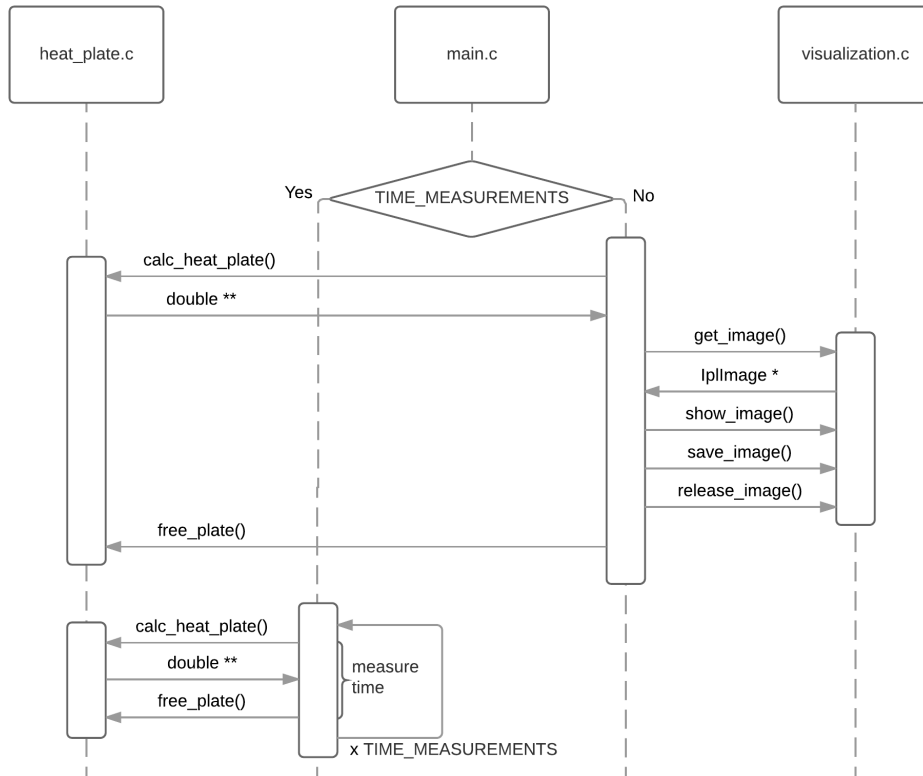 heat_plate.c
main.c
visualization.c
Yes
TIME_MEASUREMENTS
No
calc_heat_plate()
double **
get_image()
IplImage *
show_image()
save_image()
release_image()
free_plate()
calc_heat_plate()
double **
measure
time
free_plate()
x TIME_MEASUREMENTS